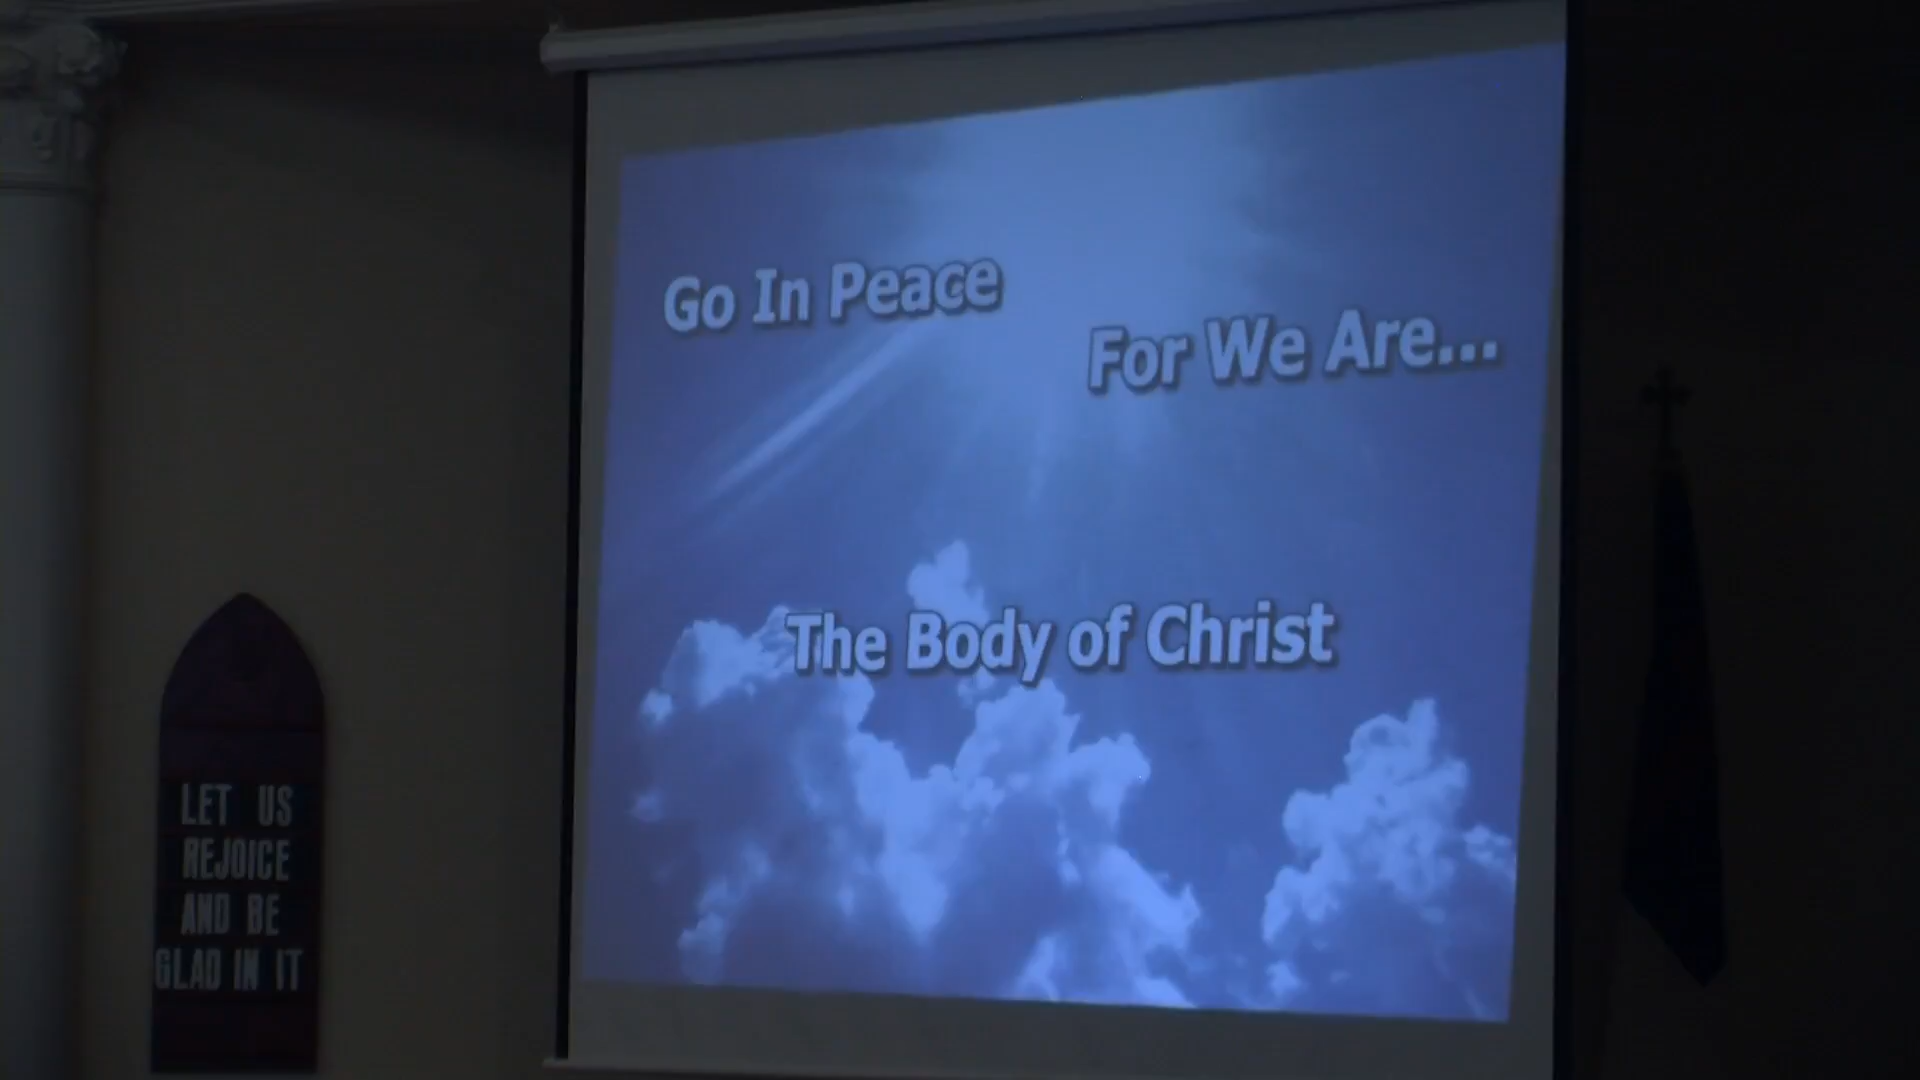 Go In Peace
For We Are...
The Body of Christ
LET US
REJOICE
AND BE
GLAD IN IT